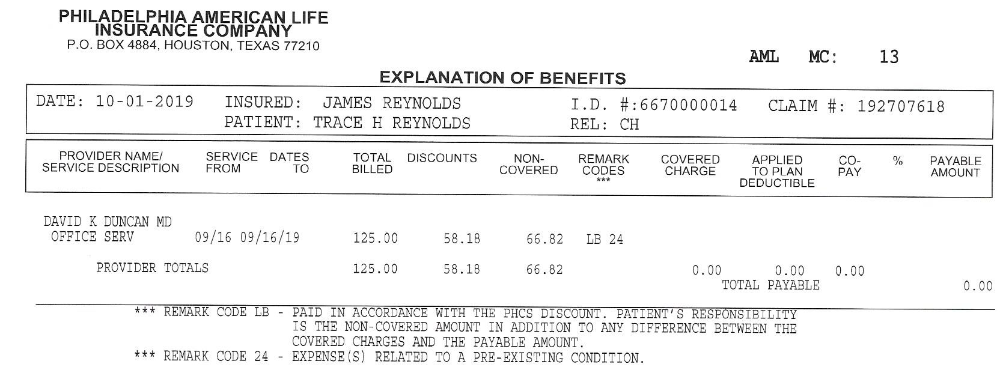 PHILADELPHIA AMERICAN LIFE
INSURANCE COMPANY
P.O. BOX 4884, HOUSTON, TEXAS 77210
AML MC: 13
EXPLANATION OF BENEFITS
DATE: 10-01-2019 INSURED: JAMES REYNOLDS I.D. #:6670000014 CLAIM #: 192707618
PATIENT: TRACE H REYNOLDS REL: CH
PROVIDER NAME/ SERVICE DATES TOTAL DISCOUNTS NON- REMARK COVERED APPLIED CO- % PAYABLE
SERVICE DESCRIPTION FROM TO BILLED COVERED CODES CHARGE TO PLAN PAY AMOUNT
*** DEDUCTIBLE
DAVID K DUNCAN MD
OFFICE SERV 09/16 09/16/19 125.00 58.18 66.82 LB 24
PROVIDER TOTALS 125.00 58.18 66.82 0.00 0.00 0.00
TOTAL PAYABLE 0.00
*** REMARK CODE LB - PAID IN ACCORDANCE WITH THE PHCS DISCOUNT. PATIENT'S RESPONSIBILITY
IS THE NON-COVERED AMOUNT IN ADDITION TO ANY DIFFERENCE BETWEEN THE
COVERED CHARGES AND THE PAYABLE AMOUNT.
*** REMARK CODE 24 - EXPENSE(S) RELATED TO A PRE-EXISTING CONDITION.